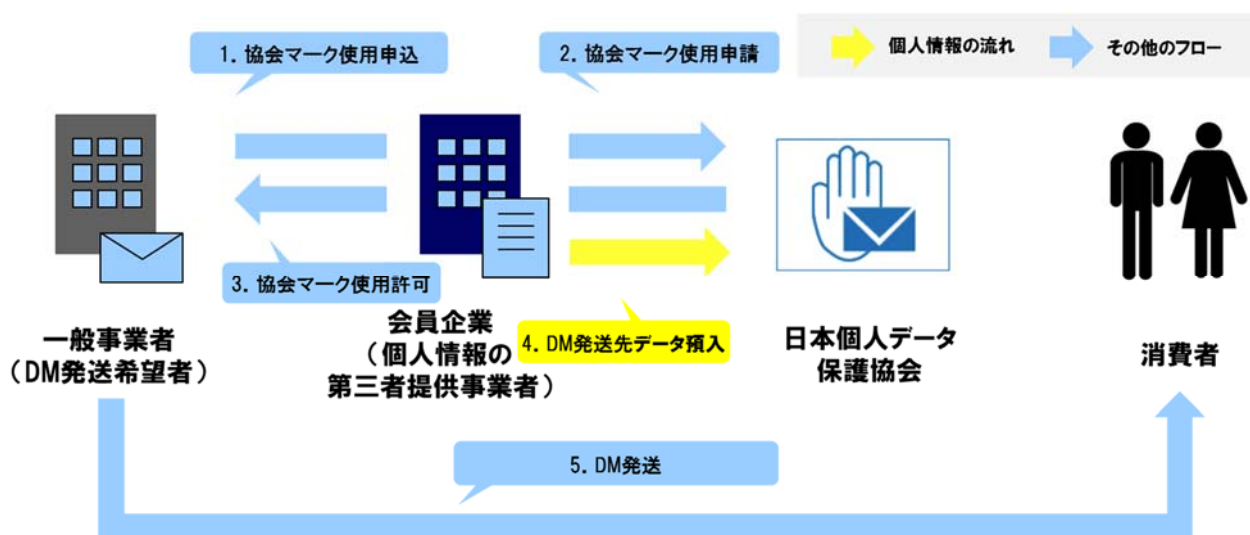 1. 協会マーク使用申込
2. 協会マーク使用申請
個人情報の流れ
その他のフロー
3. 協会マーク使用許可
4. DM発送先データ預入
一般事業者
(DM発送希望者)
会員企業
(個人情報の
第三者提供事業者)
日本個人データ
保護協会
消費者
5. DM発送